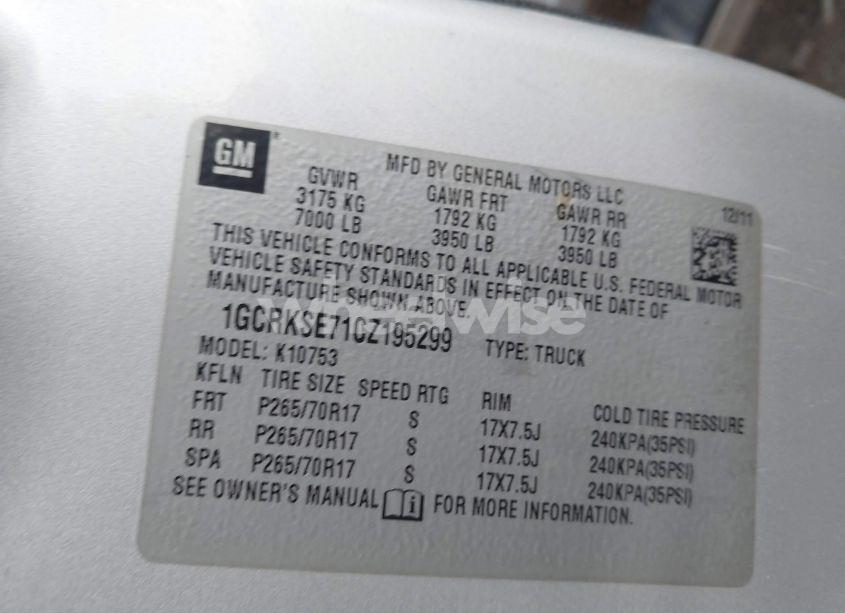 GM
MFD BY GENERAL MOTORS LLC
12/11
GVWR GAWR FRT GAWR RR
3175 KG 1792 KG 1792 KG
7000 LB 3950 LB 3950 LB
THIS VEHICLE CONFORMS TO ALL APPLICABLE U.S. FEDERAL MOTOR
VEHICLE SAFETY STANDARDS IN EFFECT ON THE DATE OF
MANUFACTURE SHOWN ABOVE.
wheelwise
1GCRKSE71CZ195299 TYPE: TRUCK
MODEL: K10753
KFLN TIRE SIZE SPEED RTG RIM COLD TIRE PRESSURE
FRT P265/70R17 S 17X7.5J 240KPA(35PSI)
RR P265/70R17 S 17X7.5J 240KPA(35PSI)
SPA P265/70R17 S 17X7.5J 240KPA(35PSI)
SEE OWNER'S MANUAL FOR MORE INFORMATION.